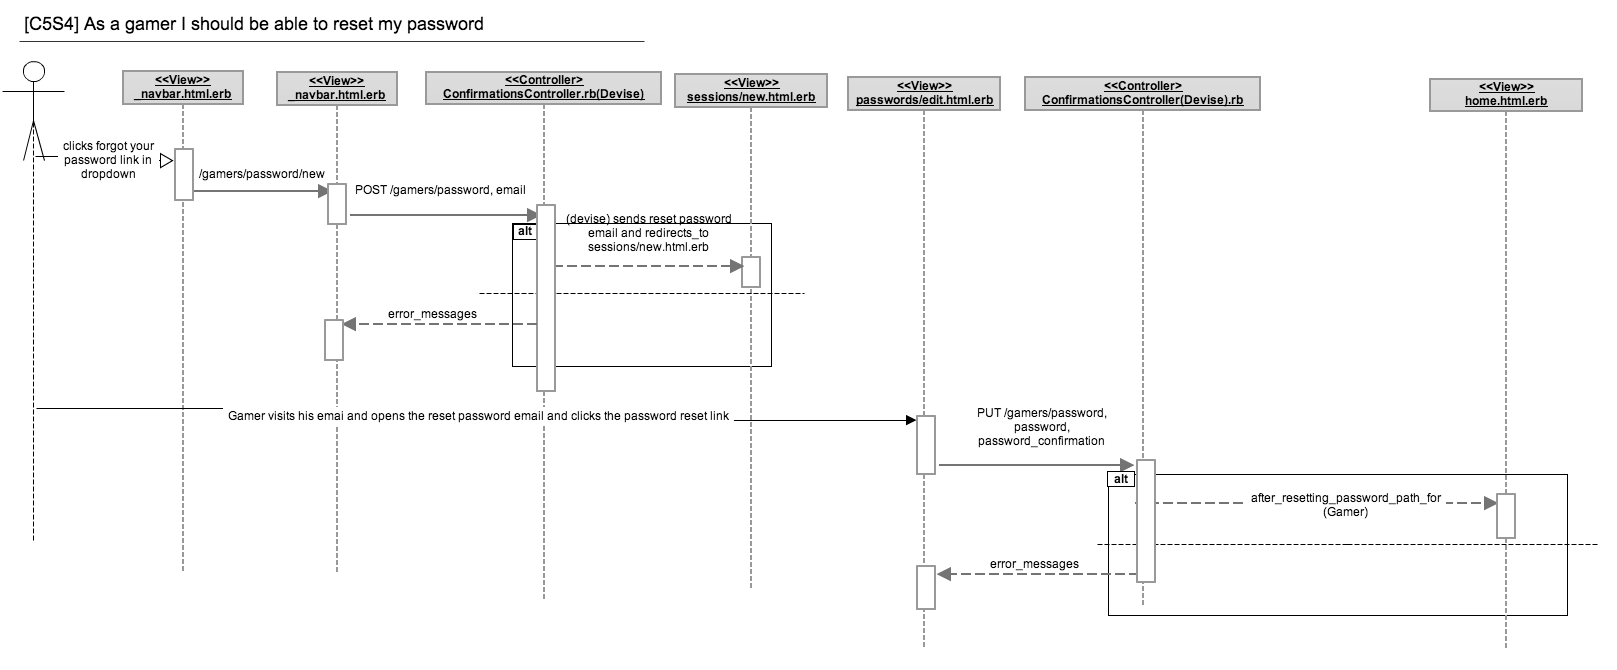 [C5S4] As a gamer I should be able to reset my password
<<View>>
_navbar.html.erb
<<View>>
_navbar.html.erb
<<Controller>
ConfirmationsController.rb(Devise)
<<View>>
sessions/new.html.erb
<<View>>
passwords/edit.html.erb
<<Controller>
ConfirmationsController(Devise).rb
<<View>>
home.html.erb
clicks forgot your
password link in
dropdown
/gamers/password/new
POST /gamers/password, email
alt
(devise) sends reset password
email and redirects_to
sessions/new.html.erb
error_messages
Gamer visits his emai and opens the reset password email and clicks the password reset link
PUT /gamers/password,
password,
password_confirmation
alt
after_resetting_password_path_for
(Gamer)
error_messages